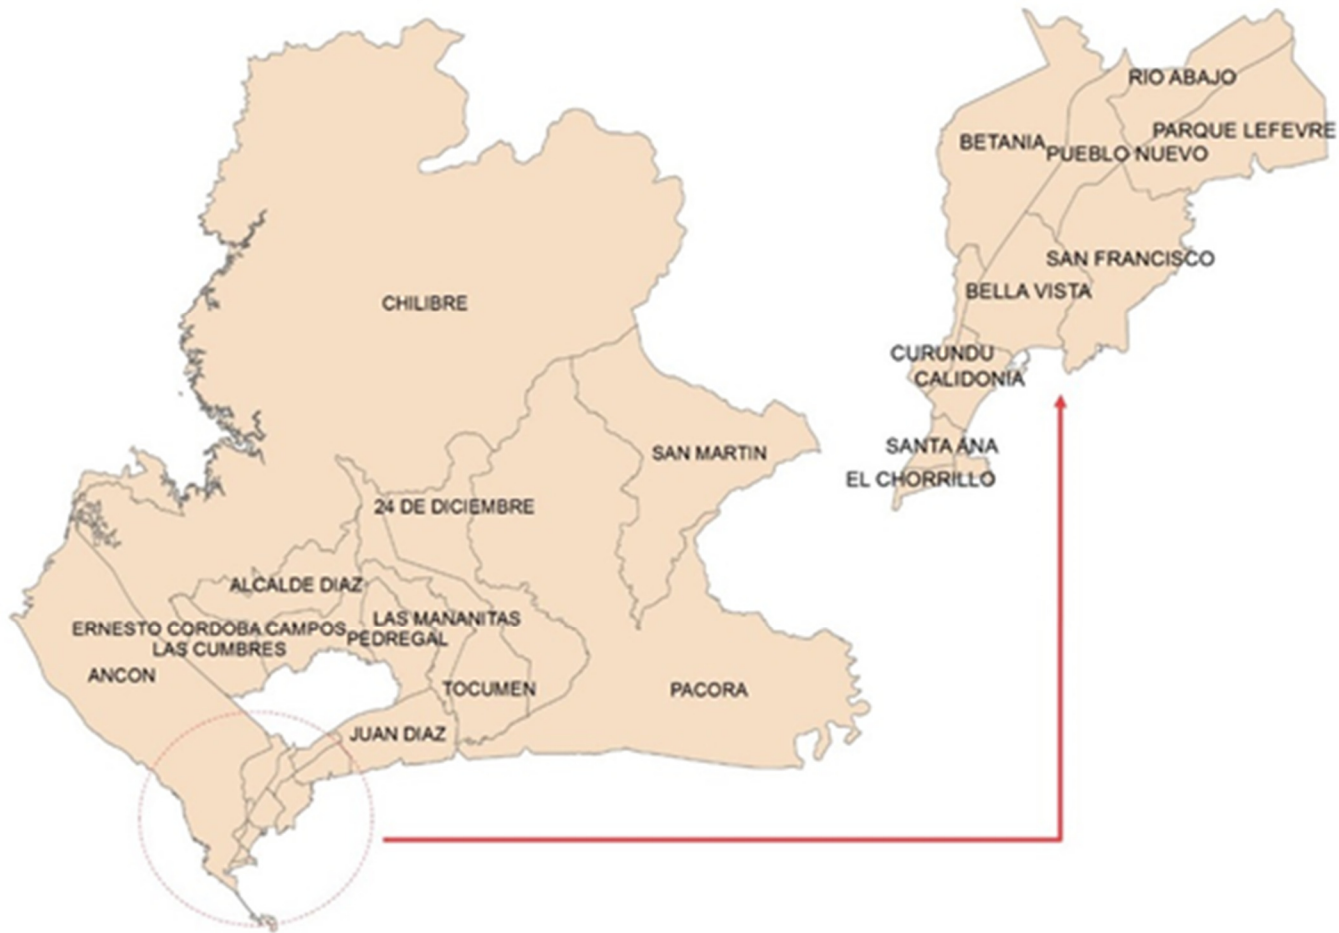 RIO ABAJO
PARQUE LEFEVRE
BETANIA
PUEBLO NUEVO
SAN FRANCISCO
BELLA VISTA
CURUNDU
CALIDONIA
SANTA ANA
EL CHORRILLO
CHILIBRE
SAN MARTIN
24 DE DICIEMBRE
ALCALDE DIAZ
LAS MANANITAS
ERNESTO CORDOBA CAMPOS
PEDREGAL
LAS CUMBRES
ANCON
TOCUMEN
PACORA
JUAN DIAZ